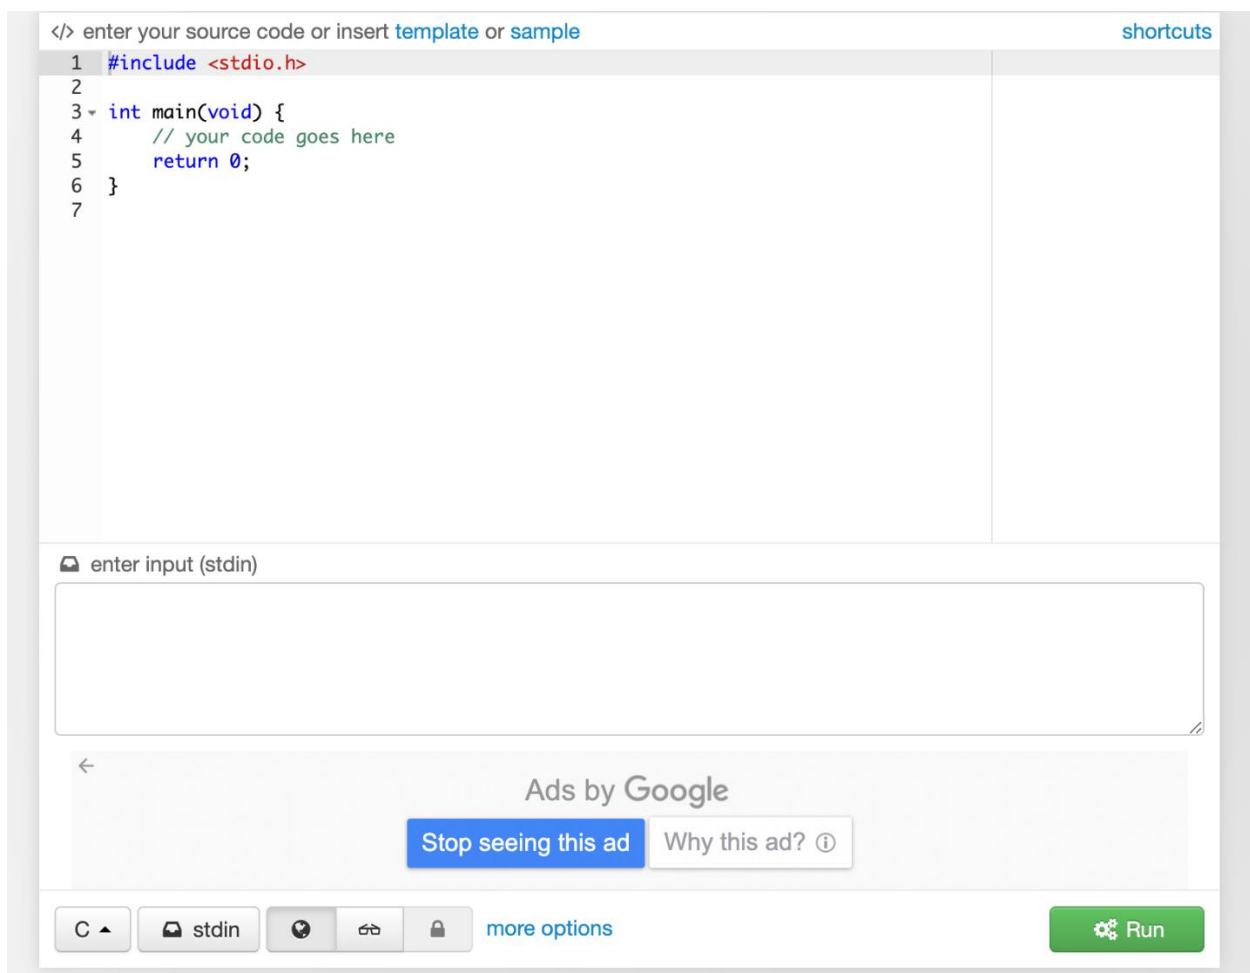 </> enter your source code or insert template or sample shortcuts
1 #include <stdio.h>
2
3 int main(void) {
4 // your code goes here
5 return 0;
6 }
7
enter input (stdin)
Ads by Google
Stop seeing this ad Why this ad?
C stdin more options Run